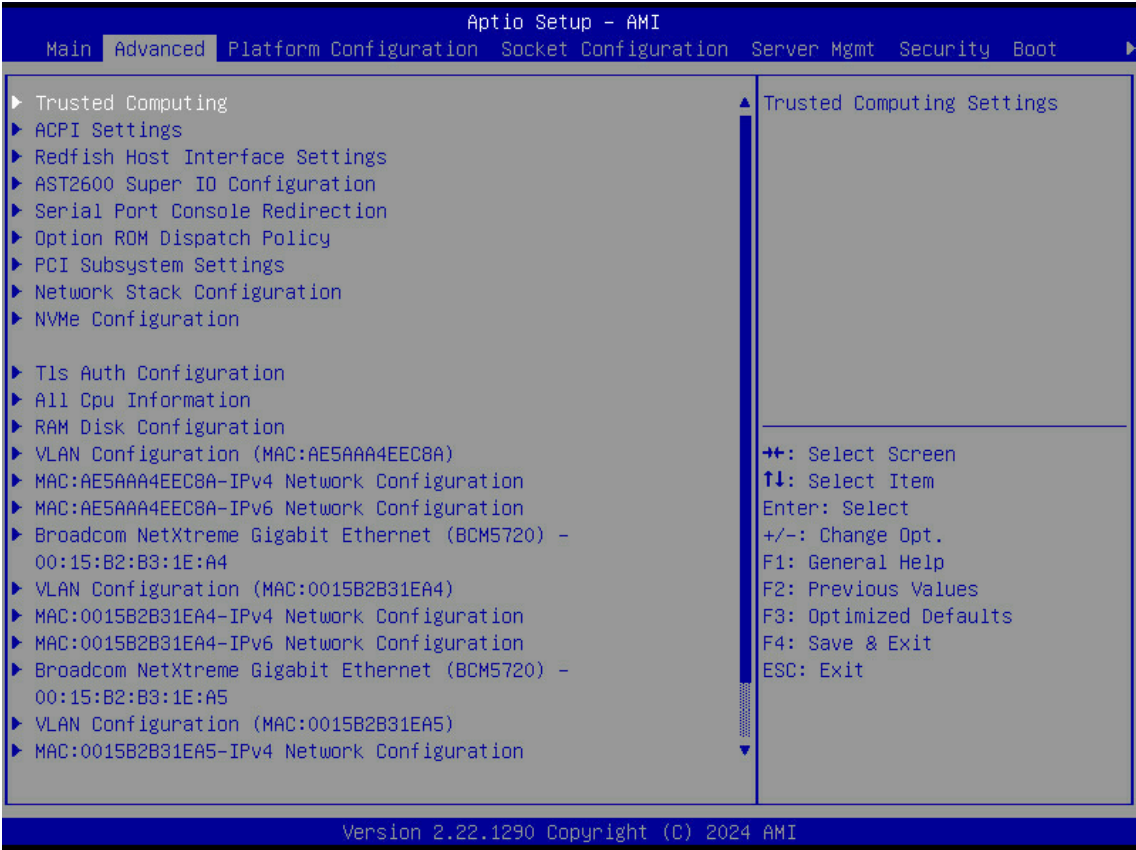 Aptio Setup – AMI
Main Advanced Platform Configuration Socket Configuration Server Mgmt Security Boot
Trusted Computing
ACPI Settings
Redfish Host Interface Settings
AST2600 Super IO Configuration
Serial Port Console Redirection
Option ROM Dispatch Policy
PCI Subsystem Settings
Network Stack Configuration
NVMe Configuration
Tls Auth Configuration
All Cpu Information
RAM Disk Configuration
VLAN Configuration (MAC:AE5AAA4EEC8A)
MAC:AE5AAA4EEC8A-IPv4 Network Configuration
MAC:AE5AAA4EEC8A-IPv6 Network Configuration
Broadcom NetXtreme Gigabit Ethernet (BCM5720) –
00:15:B2:B3:1E:A4
VLAN Configuration (MAC:0015B2B31EA4)
MAC:0015B2B31EA4-IPv4 Network Configuration
MAC:0015B2B31EA4-IPv6 Network Configuration
Broadcom NetXtreme Gigabit Ethernet (BCM5720) –
00:15:B2:B3:1E:A5
VLAN Configuration (MAC:0015B2B31EA5)
MAC:0015B2B31EA5-IPv4 Network Configuration
Trusted Computing Settings
→←: Select Screen
↑↓: Select Item
Enter: Select
+/-: Change Opt.
F1: General Help
F2: Previous Values
F3: Optimized Defaults
F4: Save & Exit
ESC: Exit
Version 2.22.1290 Copyright (C) 2024 AMI